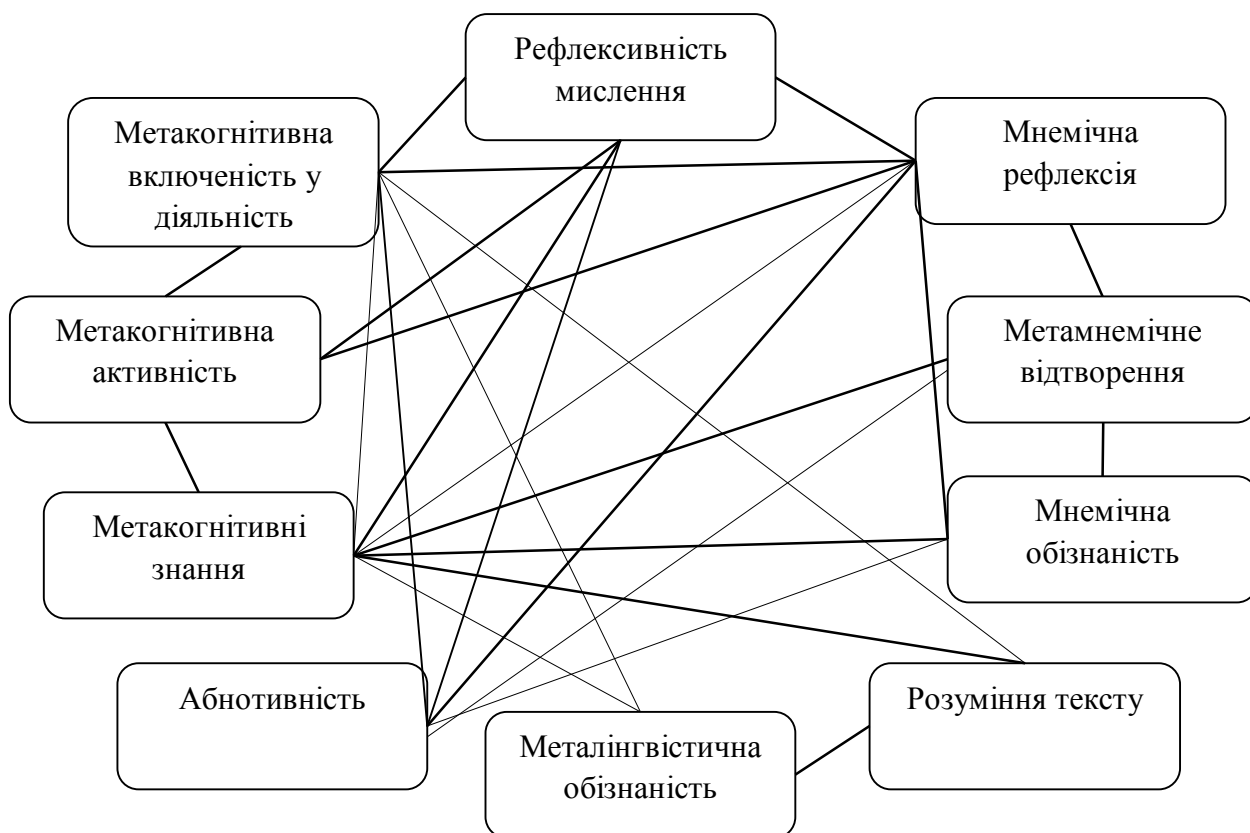 Рефлексивність
мислення
Метакогнітивна
включеність у
діяльність
Мнемічна
рефлексія
Метакогнітивна
активність
Метамнемічне
відтворення
Метакогнітивні
знання
Мнемічна
обізнаність
Абнотивність
Металінгвістична
обізнаність
Розуміння тексту